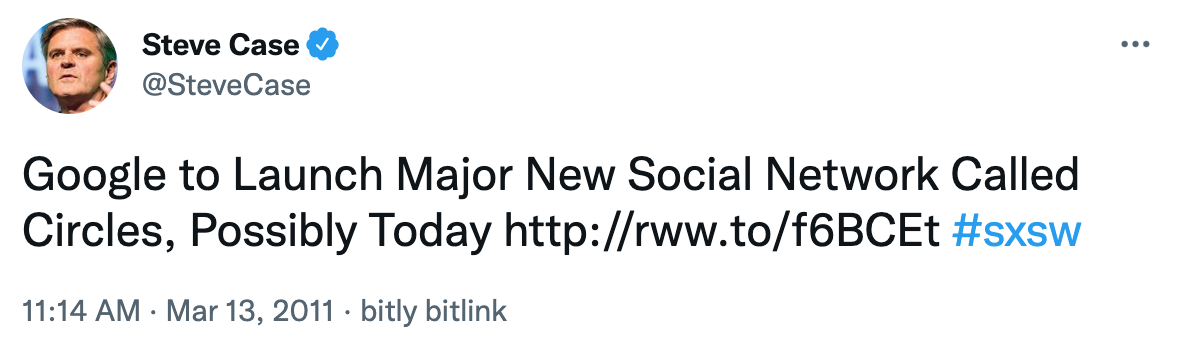 Steve Case
@SteveCase
Google to Launch Major New Social Network Called
Circles, Possibly Today http://rww.to/f6BCEt #sxsw
11:14 AM · Mar 13, 2011 · bitly bitlink